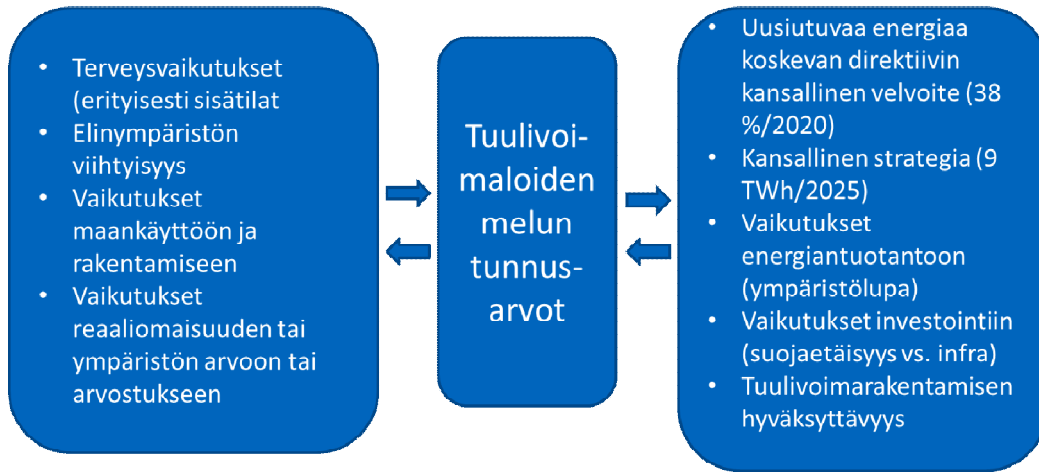 Terveysvaikutukset
(erityisesti sisätilat
Elinympäristön
viihtyisyys
Vaikutukset
maankäyttöön ja
rakentamiseen
Vaikutukset
reaaliomaisuuden tai
ympäristön arvoon tai
arvostukseen
Tuulivoi-
maloiden
melun
tunnus-
arvot
Uusiutuvaa energiaa
koskevan direktiivin
kansallinen velvoite (38
%/2020)
Kansallinen strategia (9
TWh/2025)
Vaikutukset
energiantuotantoon
(ympäristölupa)
Vaikutukset investointiin
(suojaetäisyys vs. infra)
Tuulivoimarakentamisen
hyväksyttävyys